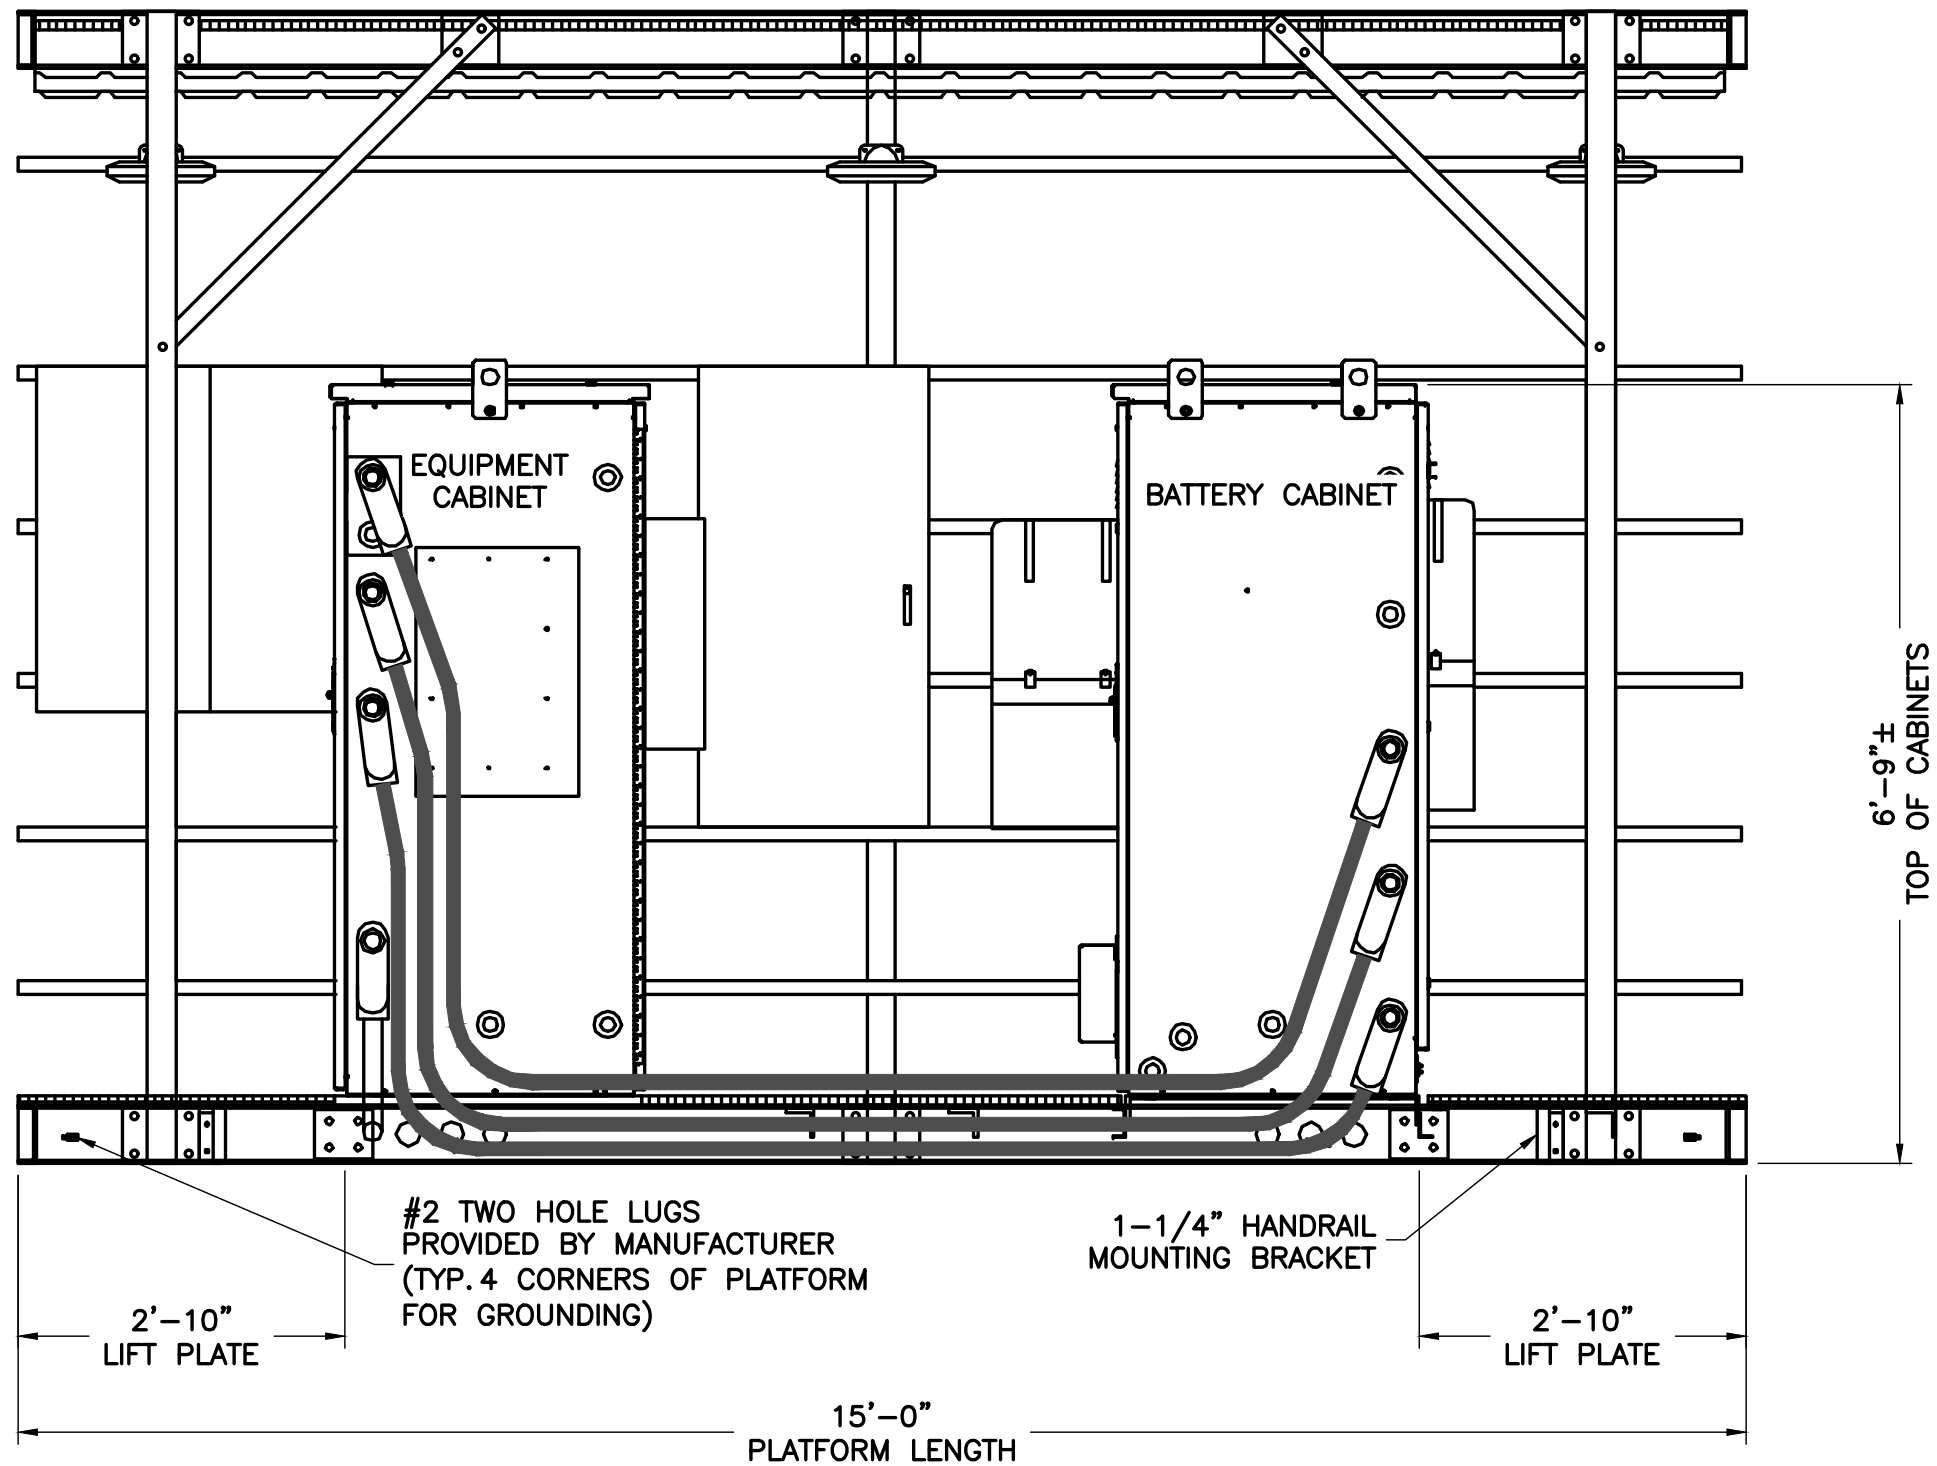 EQUIPMENT
CABINET
BATTERY CABINET
6'-9"±
TOP OF CABINETS
#2 TWO HOLE LUGS
PROVIDED BY MANUFACTURER
(TYP. 4 CORNERS OF PLATFORM
FOR GROUNDING)
1-1/4" HANDRAIL
MOUNTING BRACKET
2'-10"
LIFT PLATE
2'-10"
LIFT PLATE
15'-0"
PLATFORM LENGTH